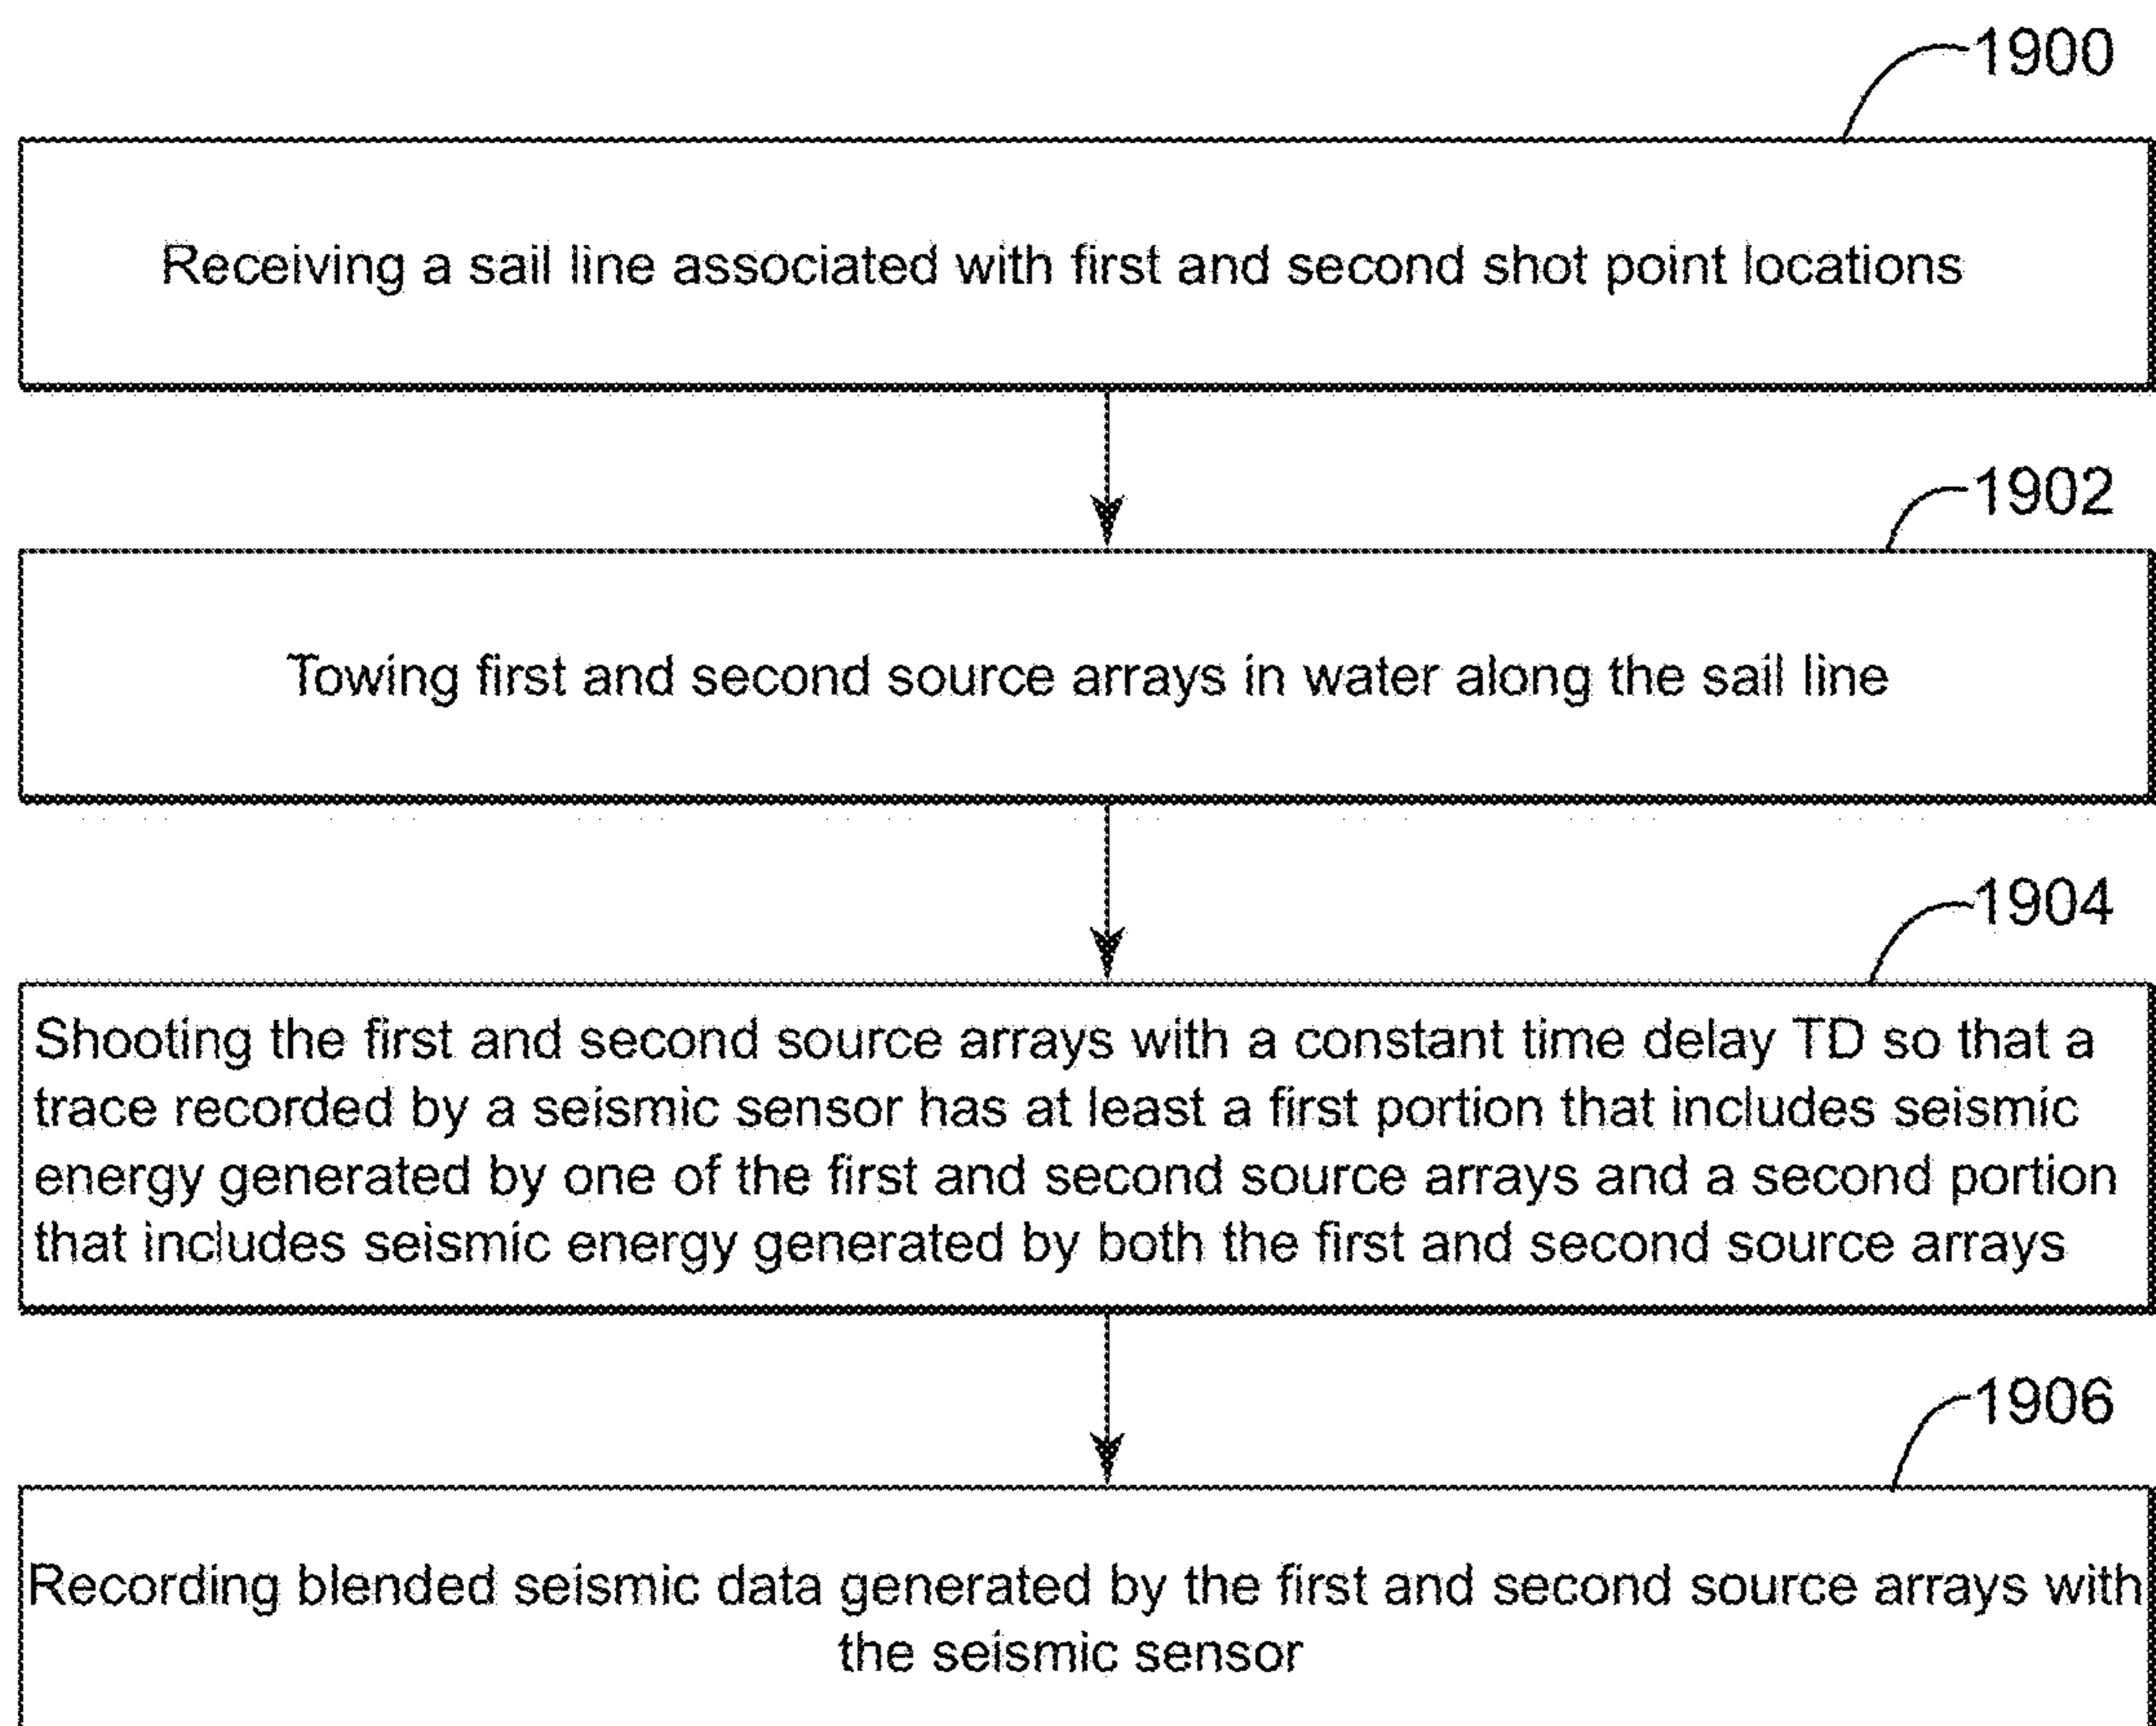 1900
Receiving a sail line associated with first and second shot point locations
1902
Towing first and second source arrays in water along the sail line
1904
Shooting the first and second source arrays with a constant time delay TD so that a
trace recorded by a seismic sensor has at least a first portion that includes seismic
energy generated by one of the first and second source arrays and a second portion
that includes seismic energy generated by both the first and second source arrays
1906
Recording blended seismic data generated by the first and second source arrays with
the seismic sensor